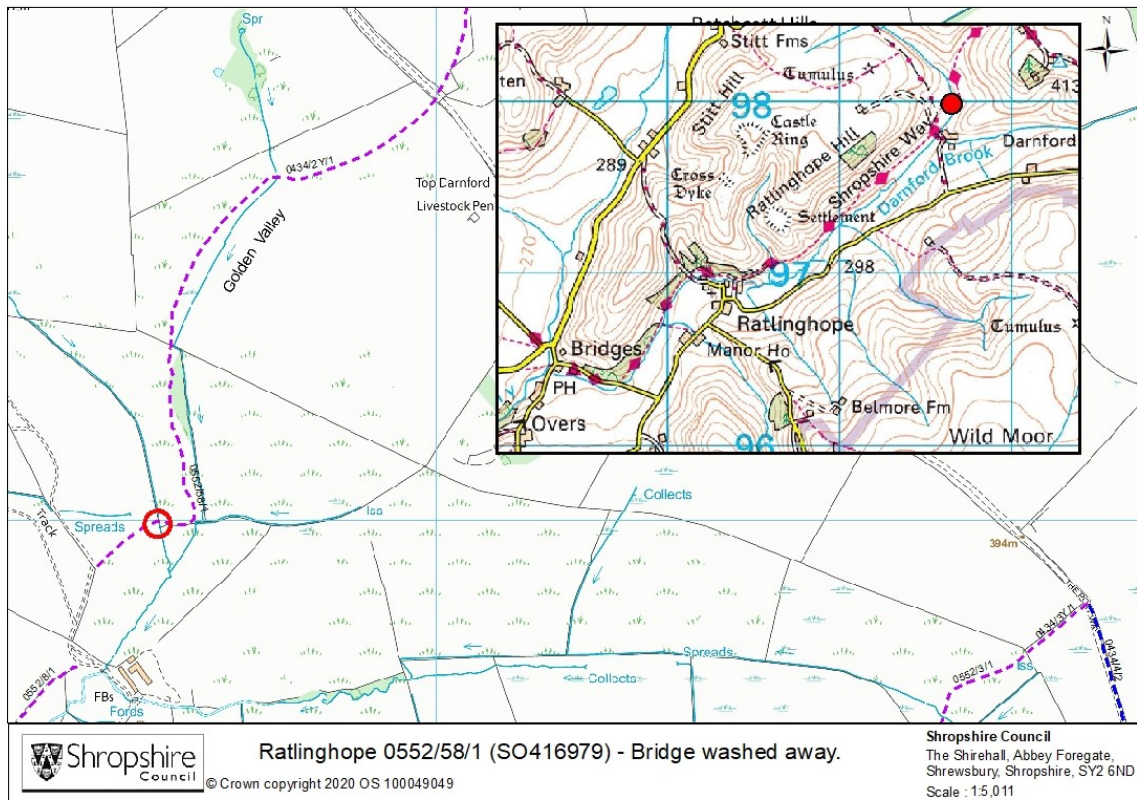 Spr
0434/2Y/1
Top Darnford
Livestock Pen
Golden Valley
0552/58/1
Iss
Spreads
Track
Collects
394m
0434/3Y/1
0434/4/2
Spreads
0552/3/1
Iss
Collects
0552/8/1
FBs
Fords
N
Stitt Fms
Tumulus
413
98
Stitt Hill
Castle
Ring
289
Cross
Dyke
Ratlinghope Hill
Shropshire Way
Darnford
Darnford Brook
Settlement
270
97
298
Ratlinghope
Tumulus
Bridges
Manor Ho
PH
Belmore Fm
Overs
96
Wild Moor
Shropshire
Council
Ratlinghope 0552/58/1 (SO416979) - Bridge washed away.
© Crown copyright 2020 OS 100049049
Shropshire Council
The Shirehall, Abbey Foregate,
Shrewsbury, Shropshire, SY2 6ND
Scale : 1:5,011